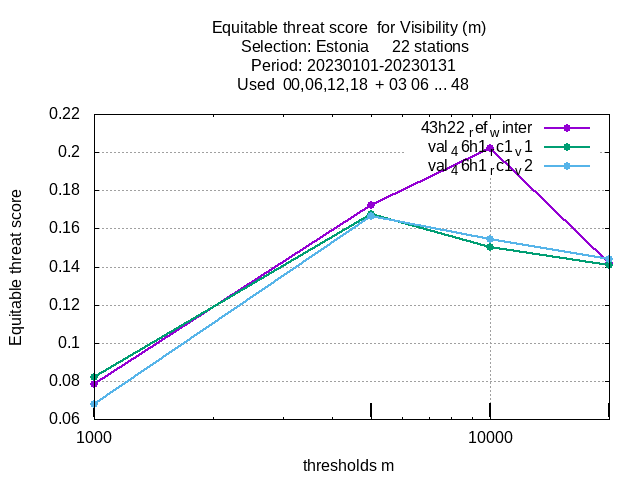 Equitable threat score  for Visibility (m)
Selection: Estonia     22 stations
Period: 20230101-20230131
Used  00,06,12,18  + 03 06 ... 48
0.22
0.2
0.18
0.16
0.14
0.12
0.1
0.08
0.06
Equitable threat score
43h22 ref winter
val 46h1 rc1 v1
val 46h1 rc1 v2
1000
10000
thresholds m